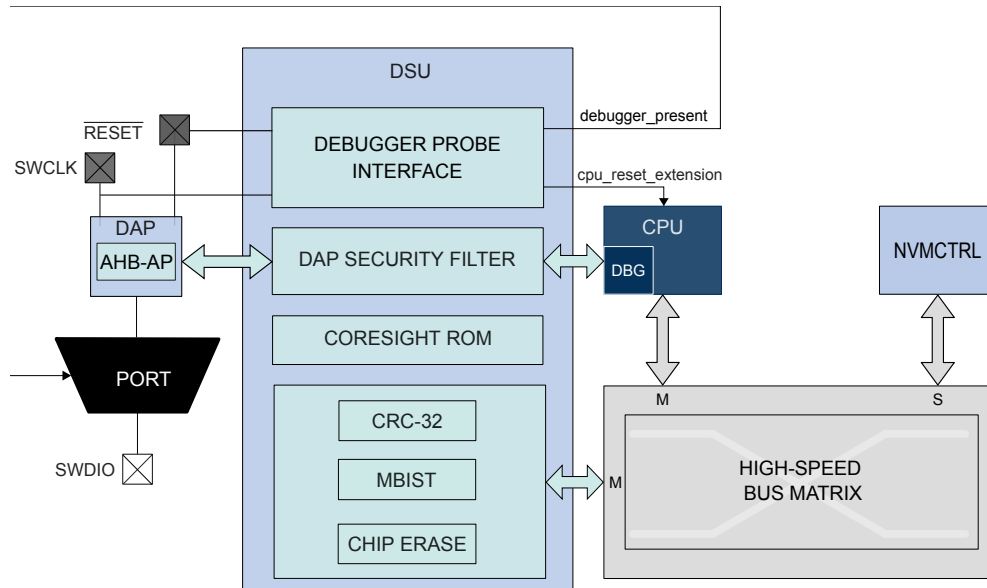 DSU
debugger_present
RESET
DEBUGGER PROBE
INTERFACE
SWCLK
cpu_reset_extension
DAP
CPU
AHB-AP
DAP SECURITY FILTER
DBG
NVMCTRL
CORESIGHT ROM
PORT
M
S
CRC-32
SWDIO
MBIST
M
HIGH-SPEED
BUS MATRIX
CHIP ERASE